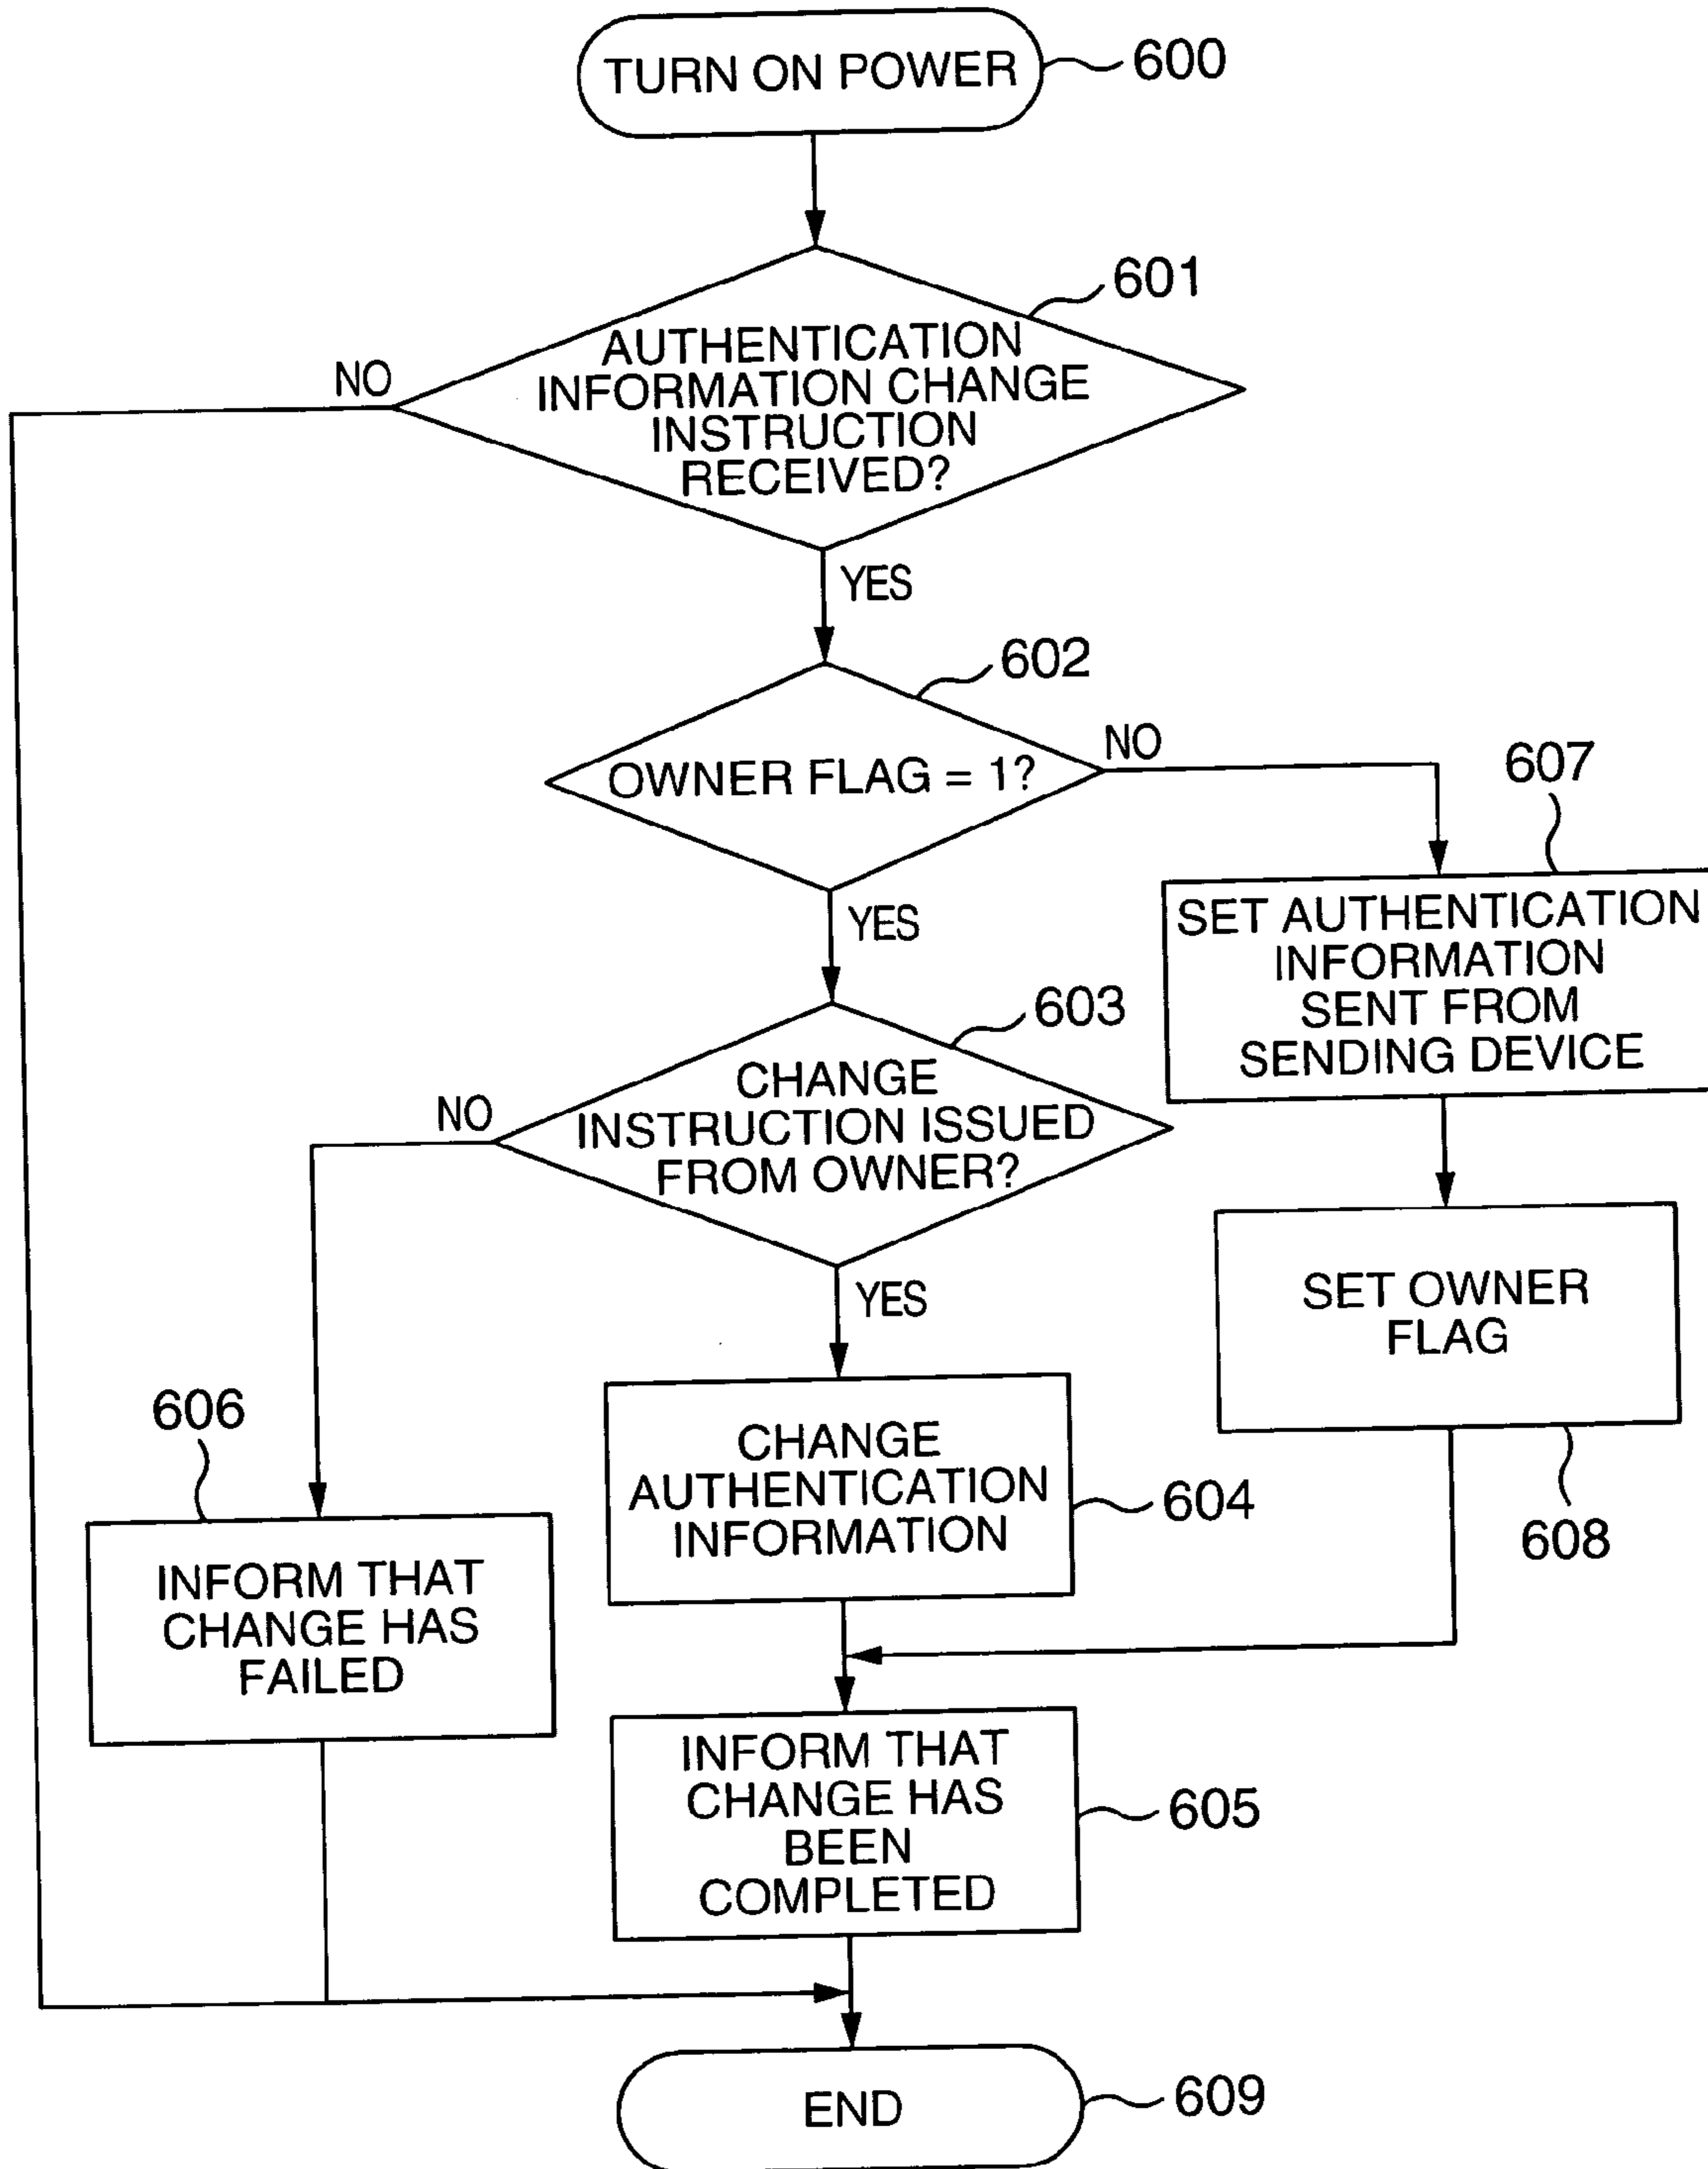 TURN ON POWER
600
601
AUTHENTICATION
INFORMATION CHANGE
INSTRUCTION
RECEIVED?
NO
YES
602
OWNER FLAG = 1?
NO
YES
607
SET AUTHENTICATION
INFORMATION
SENT FROM
SENDING DEVICE
603
CHANGE
INSTRUCTION ISSUED
FROM OWNER?
NO
YES
SET OWNER
FLAG
608
606
INFORM THAT
CHANGE HAS
FAILED
CHANGE
AUTHENTICATION
INFORMATION
604
INFORM THAT
CHANGE HAS
BEEN
COMPLETED
605
END
609